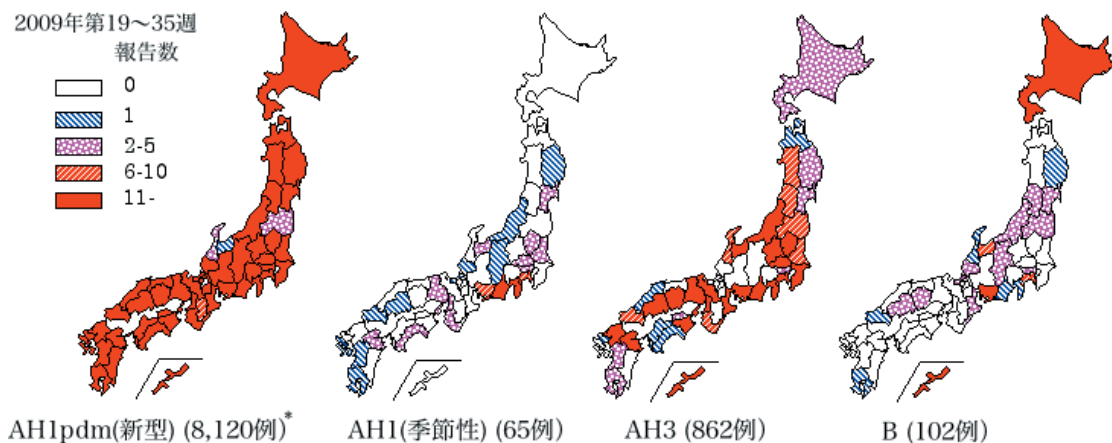 2009年第19〜35週
報告数
0
1
2-5
6-10
11-
AH1pdm(新型) (8,120例)*
AH1(季節性) (65例)
AH3 (862例)
B (102例)